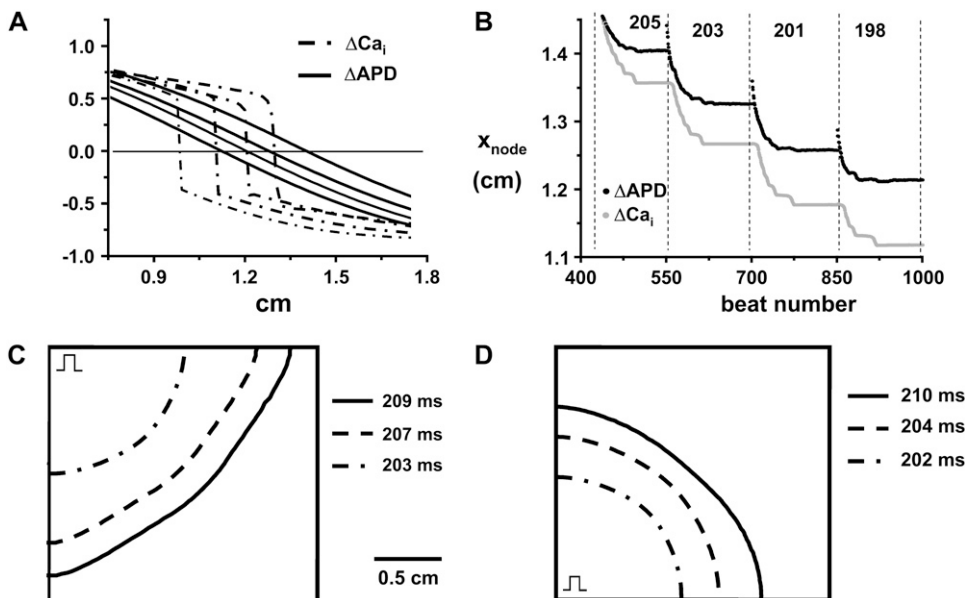 A
1.0
0.5
0.0
-0.5
-1.0
0.9
1.2
1.5
1.8
cm
ΔCai
ΔAPD
B
205
203
201
198
1.4
1.3
1.2
1.1
xnode
(cm)
ΔAPD
ΔCai
400
550
700
850
1000
beat number
C
209 ms
207 ms
203 ms
0.5 cm
D
210 ms
204 ms
202 ms